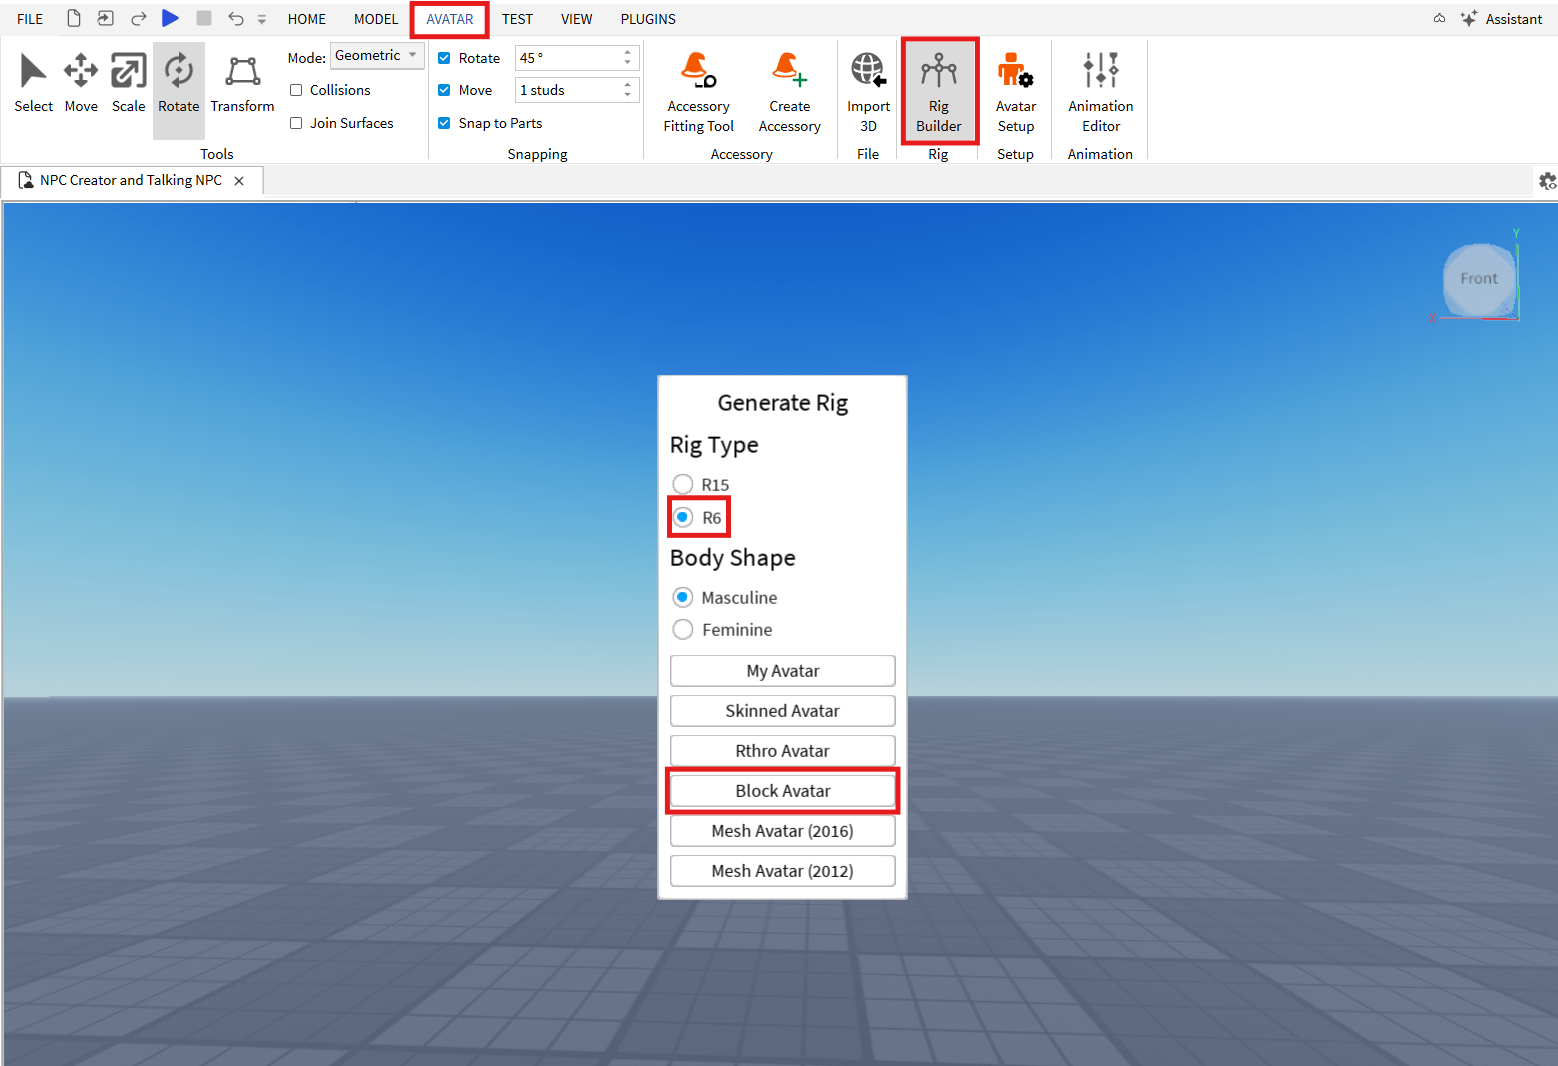 FILE
HOME
MODEL
AVATAR
TEST
VIEW
PLUGINS
Assistant
Select
Move
Scale
Rotate
Transform
Mode: Geometric
Collisions
Join Surfaces
Tools
Rotate 45 °
Move 1 studs
Snap to Parts
Snapping
Accessory
Fitting Tool
Create
Accessory
Accessory
Import
3D
File
Rig
Builder
Rig
Avatar
Setup
Setup
Animation
Editor
Animation
NPC Creator and Talking NPC
Y
Front
X
Generate Rig
Rig Type
R15
R6
Body Shape
Masculine
Feminine
My Avatar
Skinned Avatar
Rthro Avatar
Block Avatar
Mesh Avatar (2016)
Mesh Avatar (2012)